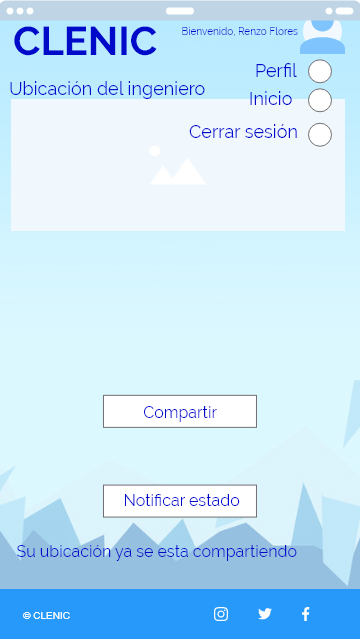 CLENIC
Bienvenido, Renzo Flores
Perfil
Ubicación del ingeniero
Inicio
Cerrar sesión
Compartir
Notificar estado
Su ubicación ya se esta compartiendo
© CLENIC